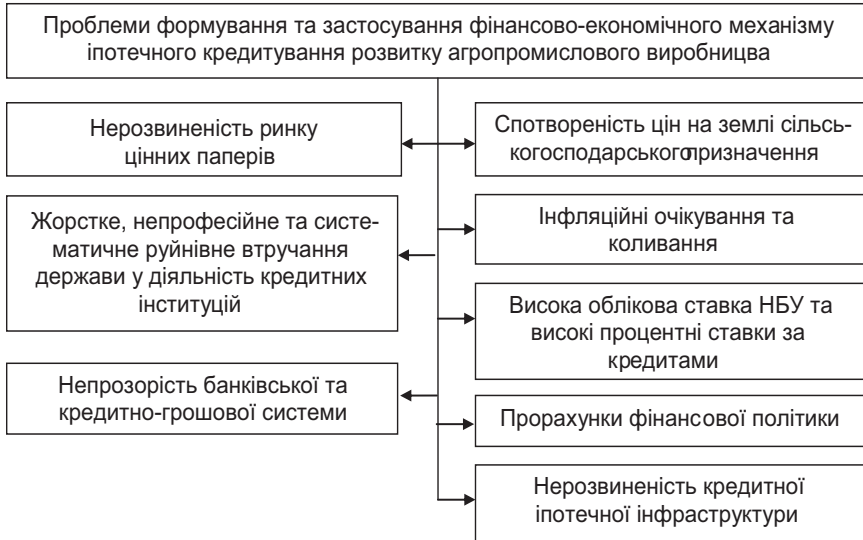 Проблеми формування та застосування фінансово-економічного механізму
іпотечного кредитування розвитку агропромислового виробницва
Нерозвиненість ринку
цінних паперів
Жорстке, непрофесійне та систе-
матичне руйнівне втручання
держави у діяльність кредитних
інституцій
Непрозорість банківської та
кредитно-грошової системи
Спотвореність цін на землі сільсь-
когосподарськогопризначення
Інфляційні очікування та
коливання
Висока облікова ставка НБУ та
високі процентні ставки за
кредитами
Прорахунки фінансової політики
Нерозвиненість кредитної
іпотечної інфраструктури